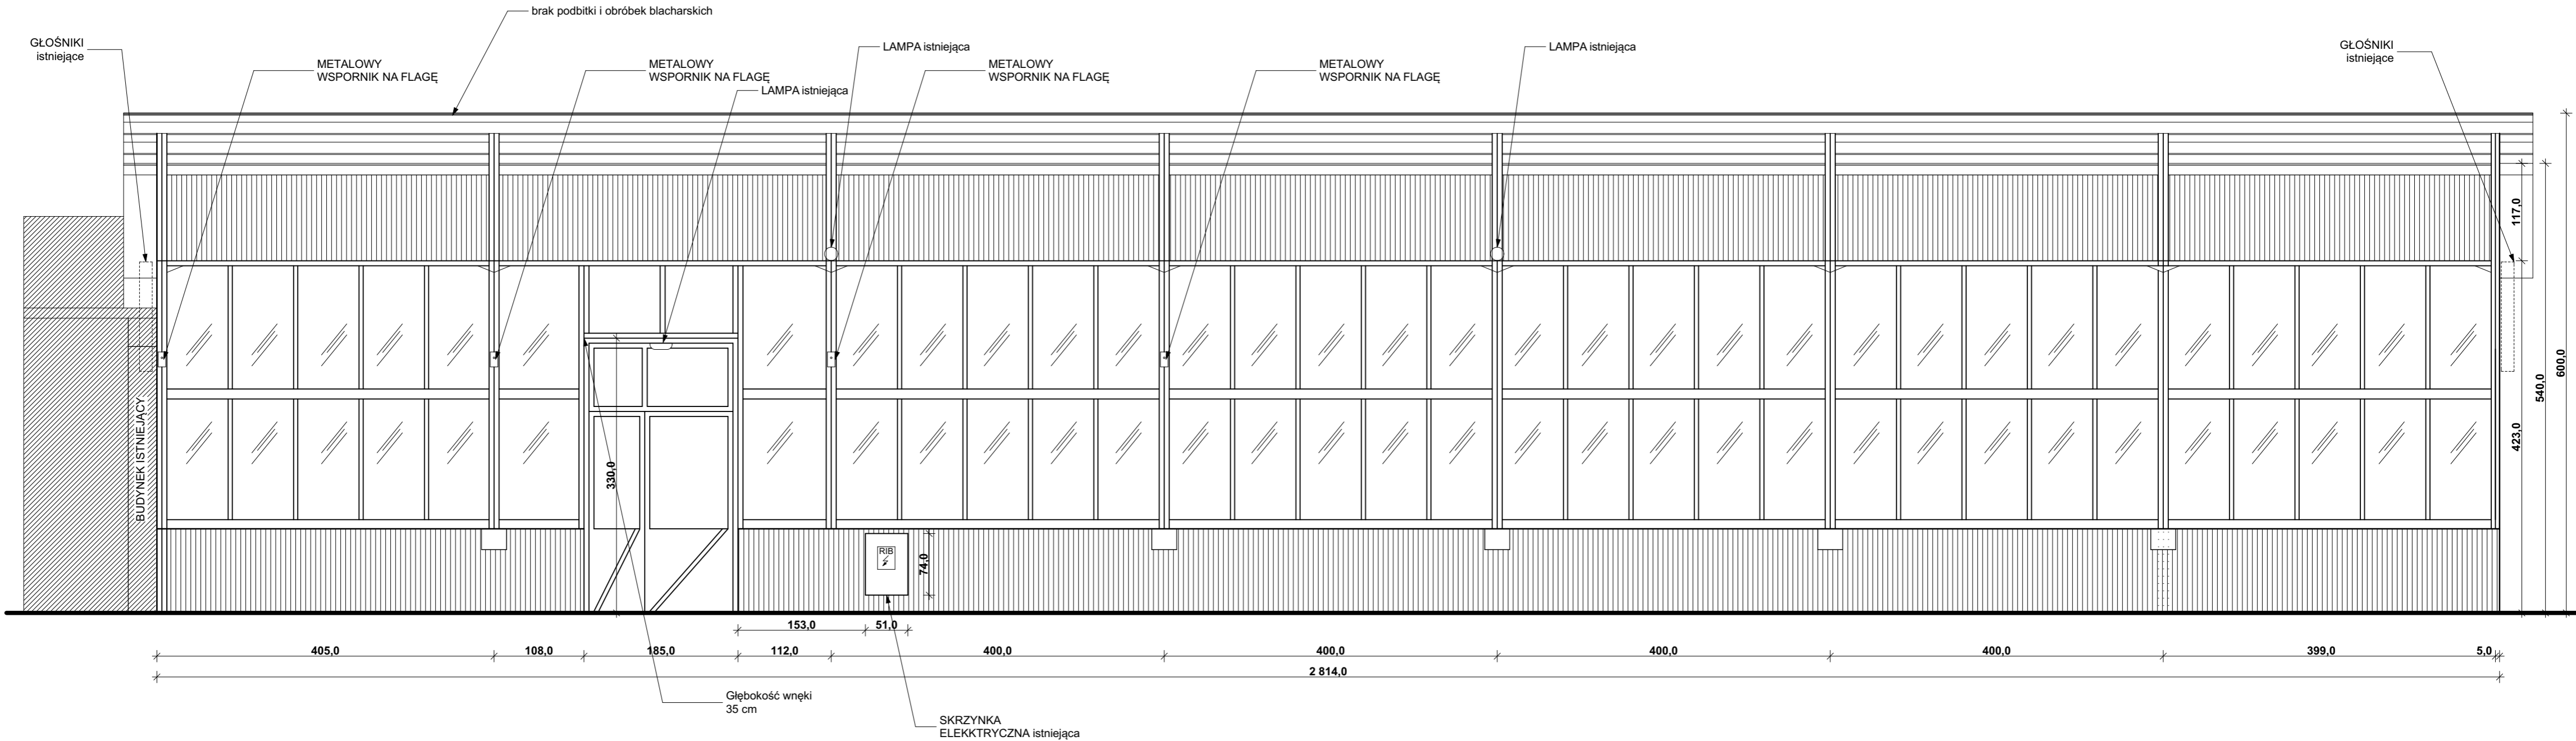 brak podbitki i obróbek blacharskich
GŁOŚNIKI
istniejące
METALOWY
WSPORNIK NA FLAGĘ
METALOWY
WSPORNIK NA FLAGĘ
LAMPA istniejąca
LAMPA istniejąca
METALOWY
WSPORNIK NA FLAGĘ
METALOWY
WSPORNIK NA FLAGĘ
LAMPA istniejąca
GŁOŚNIKI
istniejące
117,0
600,0
540,0
423,0
BUDYNEK ISTNIEJĄCY
330,0
RIB
74,0
153,0
51,0
405,0
108,0
185,0
112,0
400,0
400,0
400,0
400,0
399,0
5,0
2 814,0
Głębokość wnęki
35 cm
SKRZYNKA
ELEKKTRYCZNA istniejąca